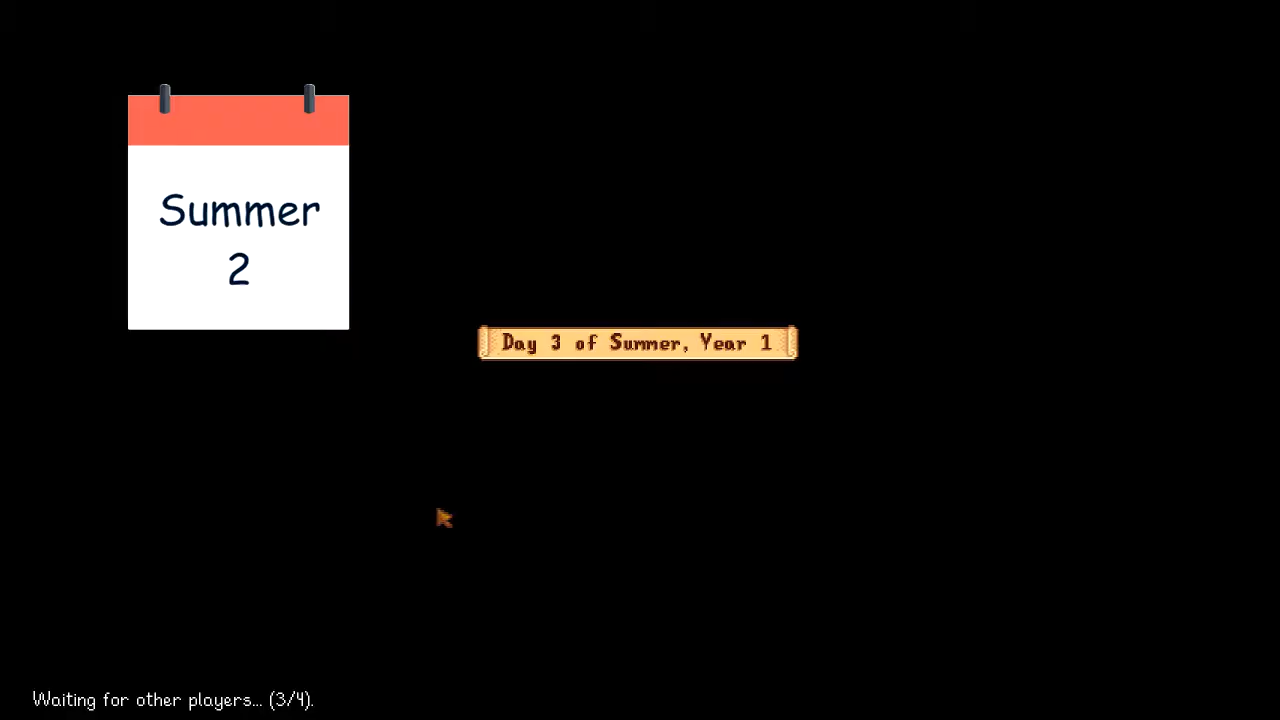 Summer
2
Day 3 of Summer, Year 1
Waiting for other players... (3/4).